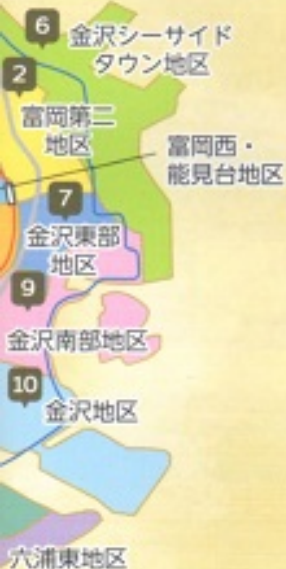 6
金沢シーサイド
タウン地区
2
富岡第二
地区
富岡西・
能見台地区
7
金沢東部
地区
9
金沢南部地区
10
金沢地区
六浦東地区